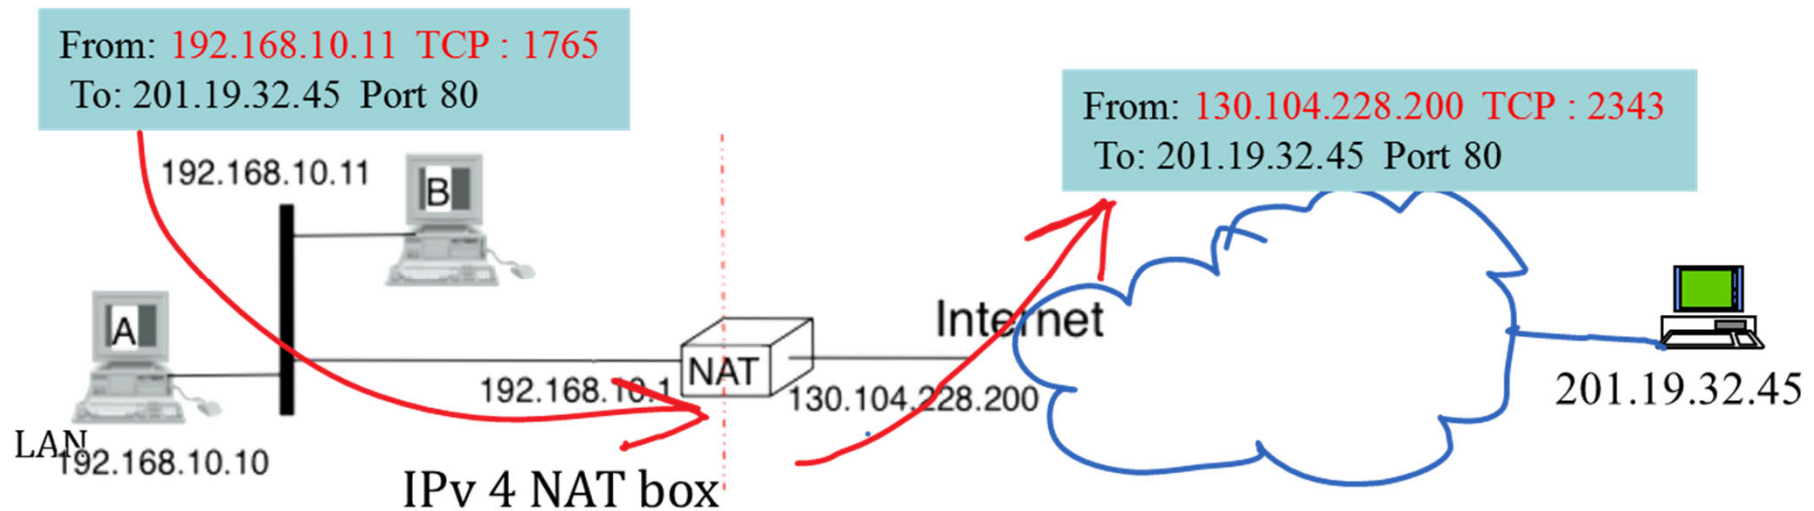 From: 192.168.10.11 TCP : 1765
To: 201.19.32.45 Port 80
From: 130.104.228.200 TCP : 2343
To: 201.19.32.45 Port 80
192.168.10.11
B
A
Internet
NAT
192.168.10.1
130.104.228.200
201.19.32.45
LAN
192.168.10.10
IPv 4 NAT box